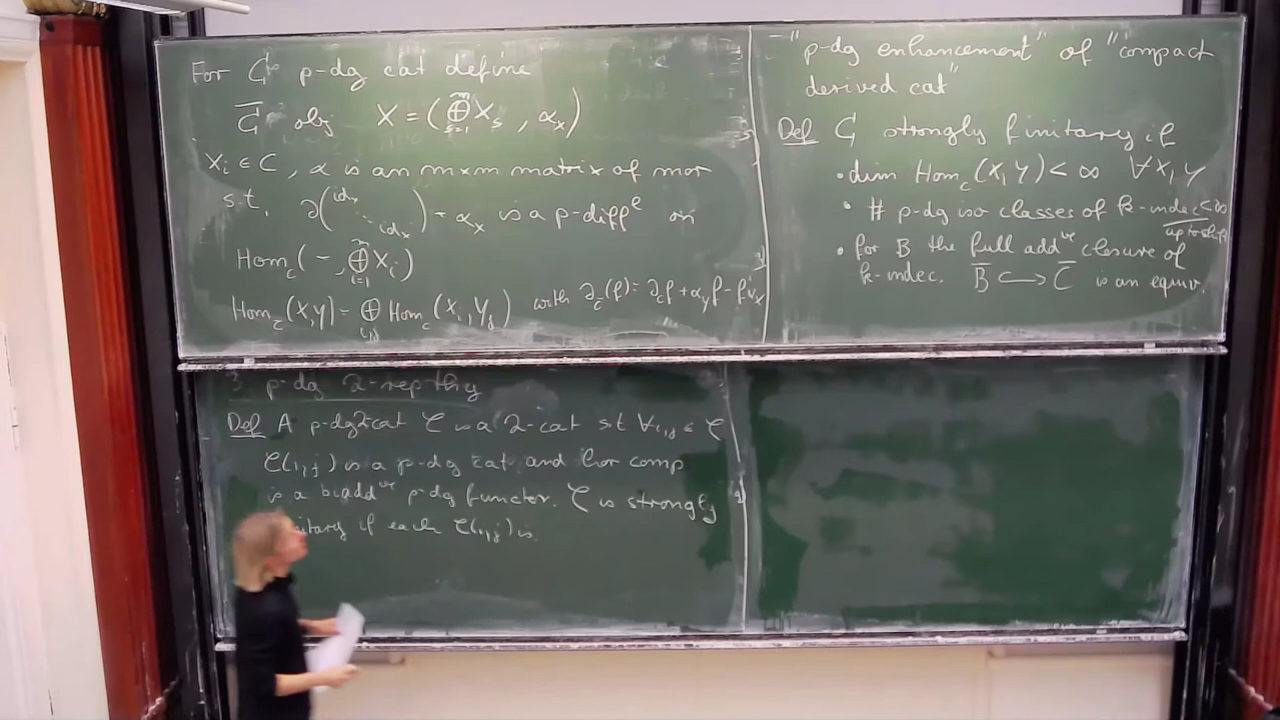 For C a p-dg cat define
C̅ obj X = (⊕_{s=1}^{m} X_s , α_X)
X_i ∈ C , α is an m×m matrix of mor
s.t. ∂(id_{X_1} ⋱ id_{X_m}) + α_X is a p-diff^l on
Hom_C(−, ⊕_{i=1}^{m} X_i)
Hom_{C̅}(X,Y) = ⊕_{i,j} Hom_C(X_i, Y_j) with ∂_{C̅}(f) = ∂_C f + α_Y f − f α_X
– "p-dg enhancement" of "compact
derived cat"
Def C strongly finitary if
• dim Hom_C(X,Y) < ∞ ∀X,Y
• # p-dg iso classes of k-indec < ∞
up to shift
• for B the full add^ve closure of
k-indec. B̅ ↪ C̅ is an equiv.
3 p-dg 2-rep thy
Def A p-dg 2-cat C is a 2-cat s.t ∀ i,j ∈ C
C(i,j) is a p-dg cat and hor comp
is a biadd^ve p-dg functor. C is strongly
if each C(i,j) is.